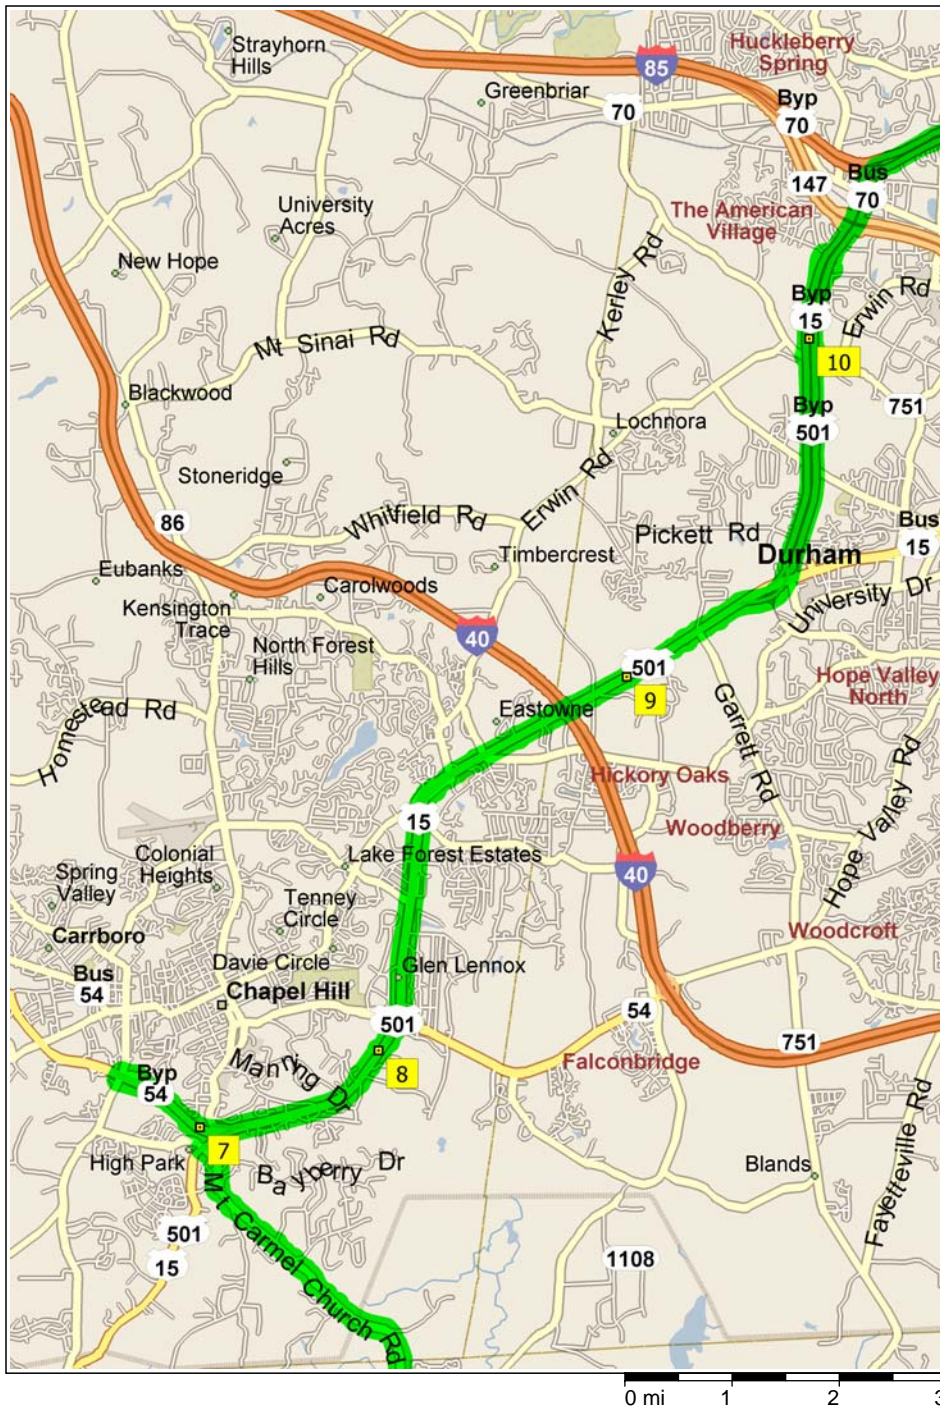 Strayhorn
Hills
Huckleberry
Spring
85
Greenbriar
Byp
70
70
Bus
70
147
University
Acres
The American
Village
New Hope
Kerley Rd
Byp
15
Erwin Rd
Mt Sinai Rd
10
Blackwood
Byp
501
751
Lochnora
Stoneridge
Erwin Rd
86
Whitfield Rd
Pickett Rd
Bus
15
Timbercrest
Durham
Eubanks
Carolwoods
Kensington
Trace
University Dr
40
North Forest
Hills
501
Hope Valley
North
9
Homestead Rd
Eastowne
Garrett Rd
Hickory Oaks
Hope Valley Rd
15
Woodberry
Colonial
Heights
Lake Forest Estates
40
Spring
Valley
Tenney
Circle
Carrboro
Woodcroft
Davie Circle
Glen Lennox
Bus
54
Chapel Hill
501
54
751
Manning Dr
Falconbridge
Byp
54
8
Fayetteville Rd
7
High Park
Bayberry Dr
Blands
Mt Carmel Church Rd
501
15
1108
0 mi 1 2 3